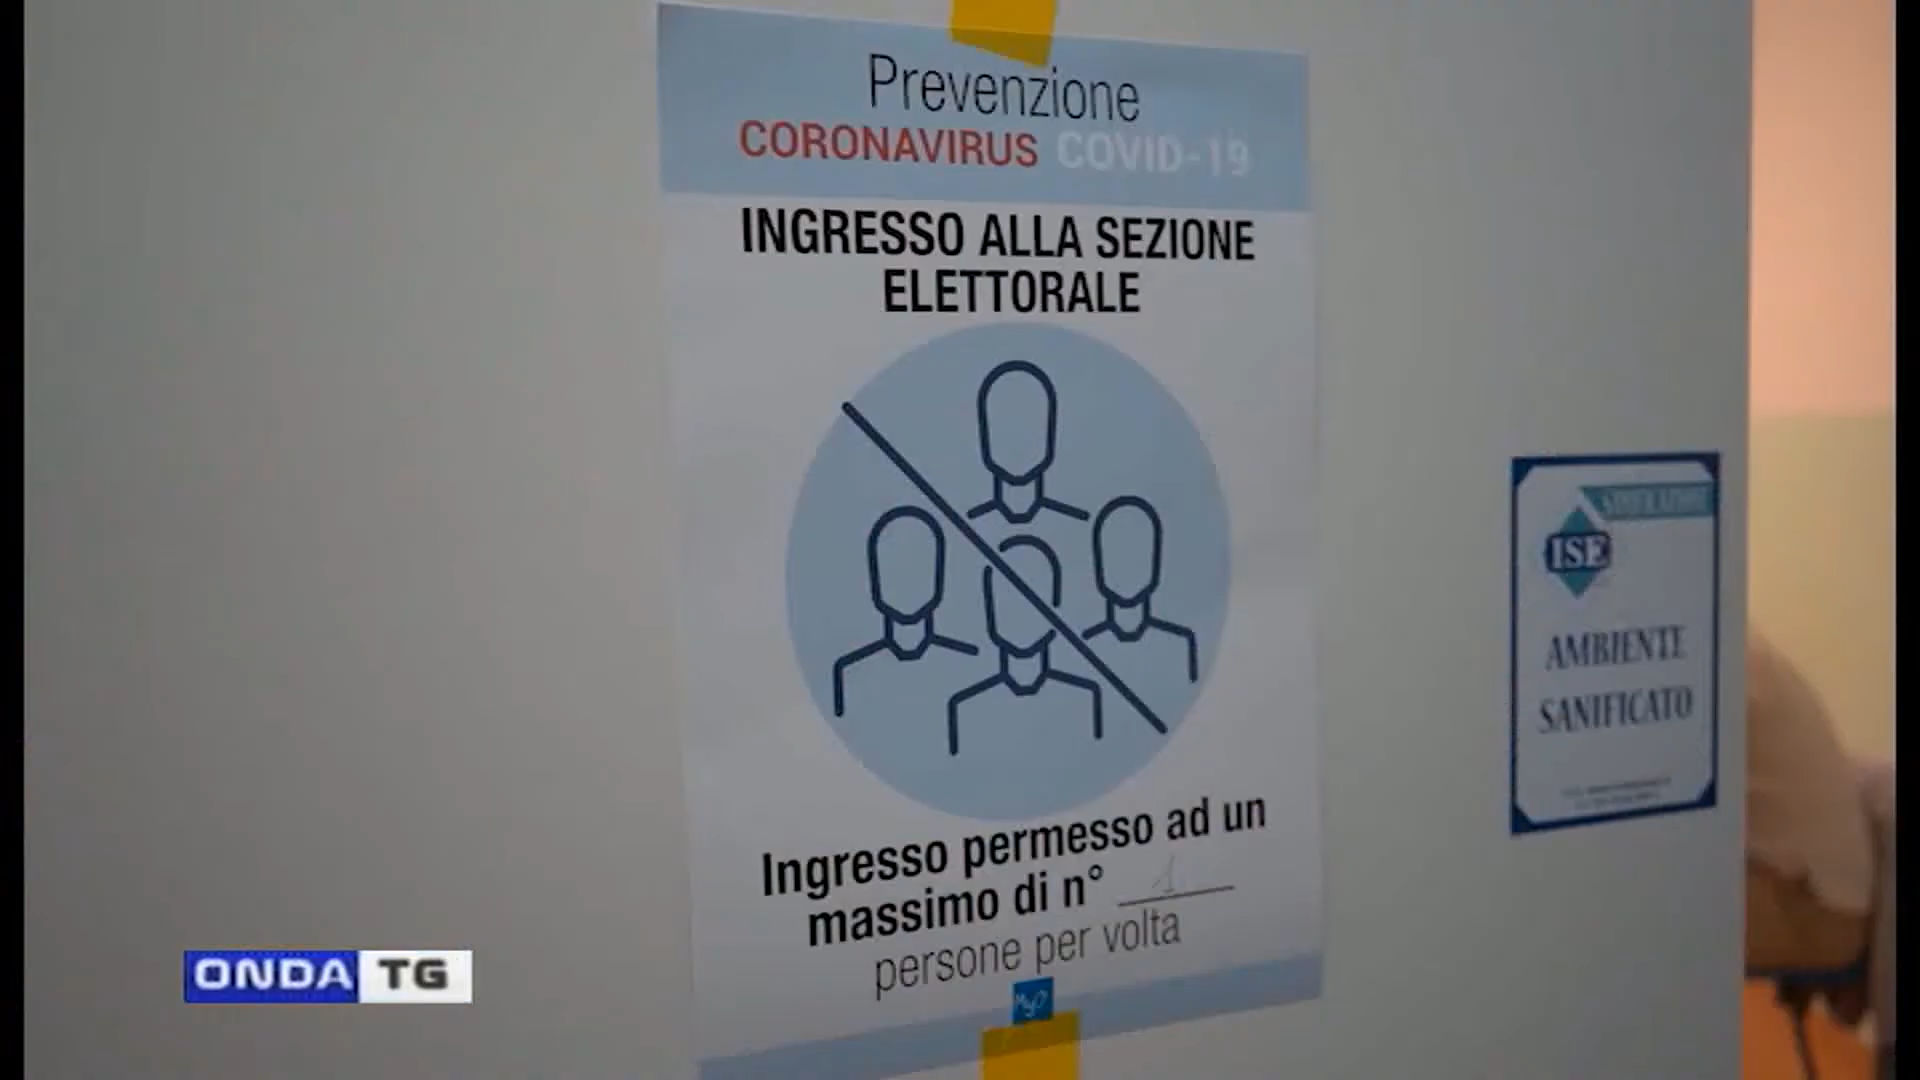 Prevenzione
CORONAVIRUS COVID-19
INGRESSO ALLA SEZIONE
ELETTORALE
Ingresso permesso ad un
massimo di n° 1
persone per volta
MyO
ISE
AMBIENTE
SANIFICATO
ONDA TG